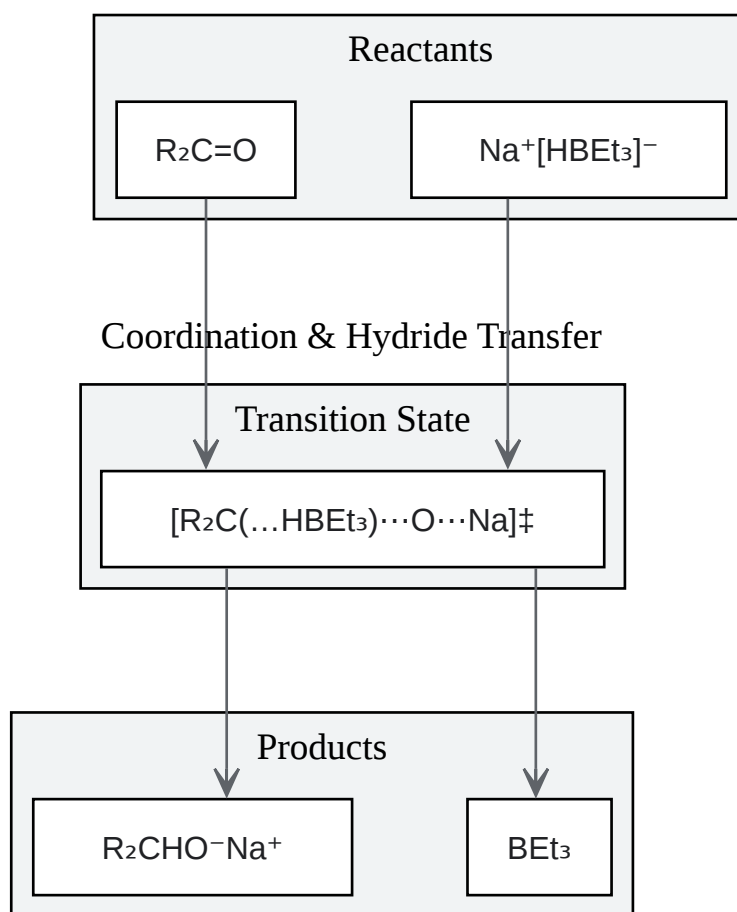 Reactants
R₂C=O
Na⁺[HBEt₃]⁻
Coordination & Hydride Transfer
Transition State
[R₂C(…HBEt₃)⋯O⋯Na]‡
Products
R₂CHO⁻Na⁺
BEt₃